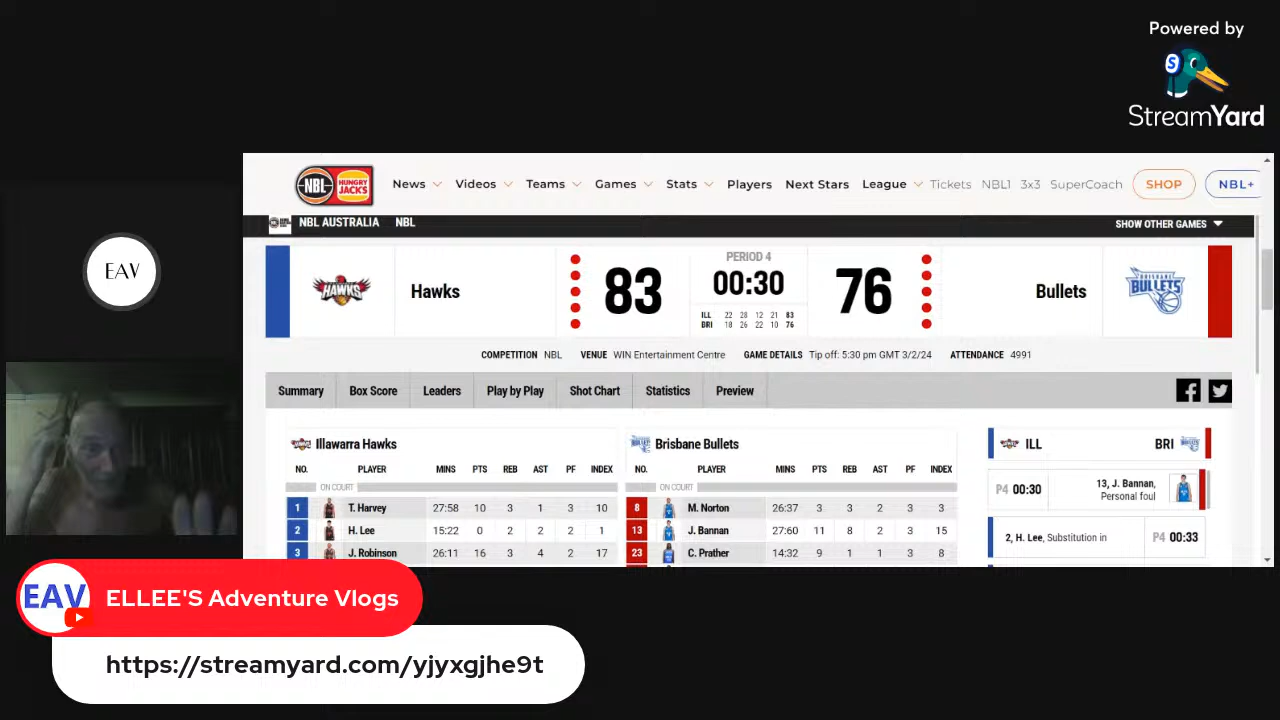 Powered by
S
StreamYard
NBL HUNGRY JACK'S
News Videos Teams Games Stats Players Next Stars League Tickets NBL1 3x3 SuperCoach SHOP NBL+
NBL AUSTRALIA NBL SHOW OTHER GAMES
HAWKS Hawks 83 PERIOD 4 76 Bullets BRISBANE BULLETS
00:30
ILL 22 28 12 21 83
BRI 18 26 22 10 76
COMPETITION NBL VENUE WIN Entertainment Centre GAME DETAILS Tip off: 5:30 pm GMT 3/2/24 ATTENDANCE 4991
Summary Box Score Leaders Play by Play Shot Chart Statistics Preview
Illawarra Hawks
NO. PLAYER MINS PTS REB AST PF INDEX
ON COURT
1 T. Harvey 27:58 10 3 1 3 10
2 H. Lee 15:22 0 2 2 2 1
3 J. Robinson 26:11 16 3 4 2 17
Brisbane Bullets
NO. PLAYER MINS PTS REB AST PF INDEX
ON COURT
8 M. Norton 26:37 3 3 2 3 3
13 J. Bannan 27:60 11 8 2 3 15
23 C. Prather 14:32 9 1 1 3 8
ILL BRI
P4 00:30 13, J. Bannan,
Personal foul
2, H. Lee, Substitution in P4 00:33
EAV
EAV ELLEE'S Adventure Vlogs
https://streamyard.com/yjyxgjhe9t